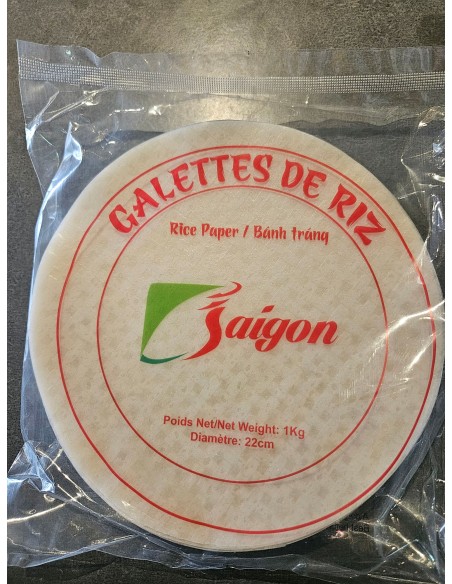 GALETTES DE RIZ
Rice Paper / Bánh tráng
Saigon
Poids Net/Net Weight: 1Kg
Diamètre: 22cm